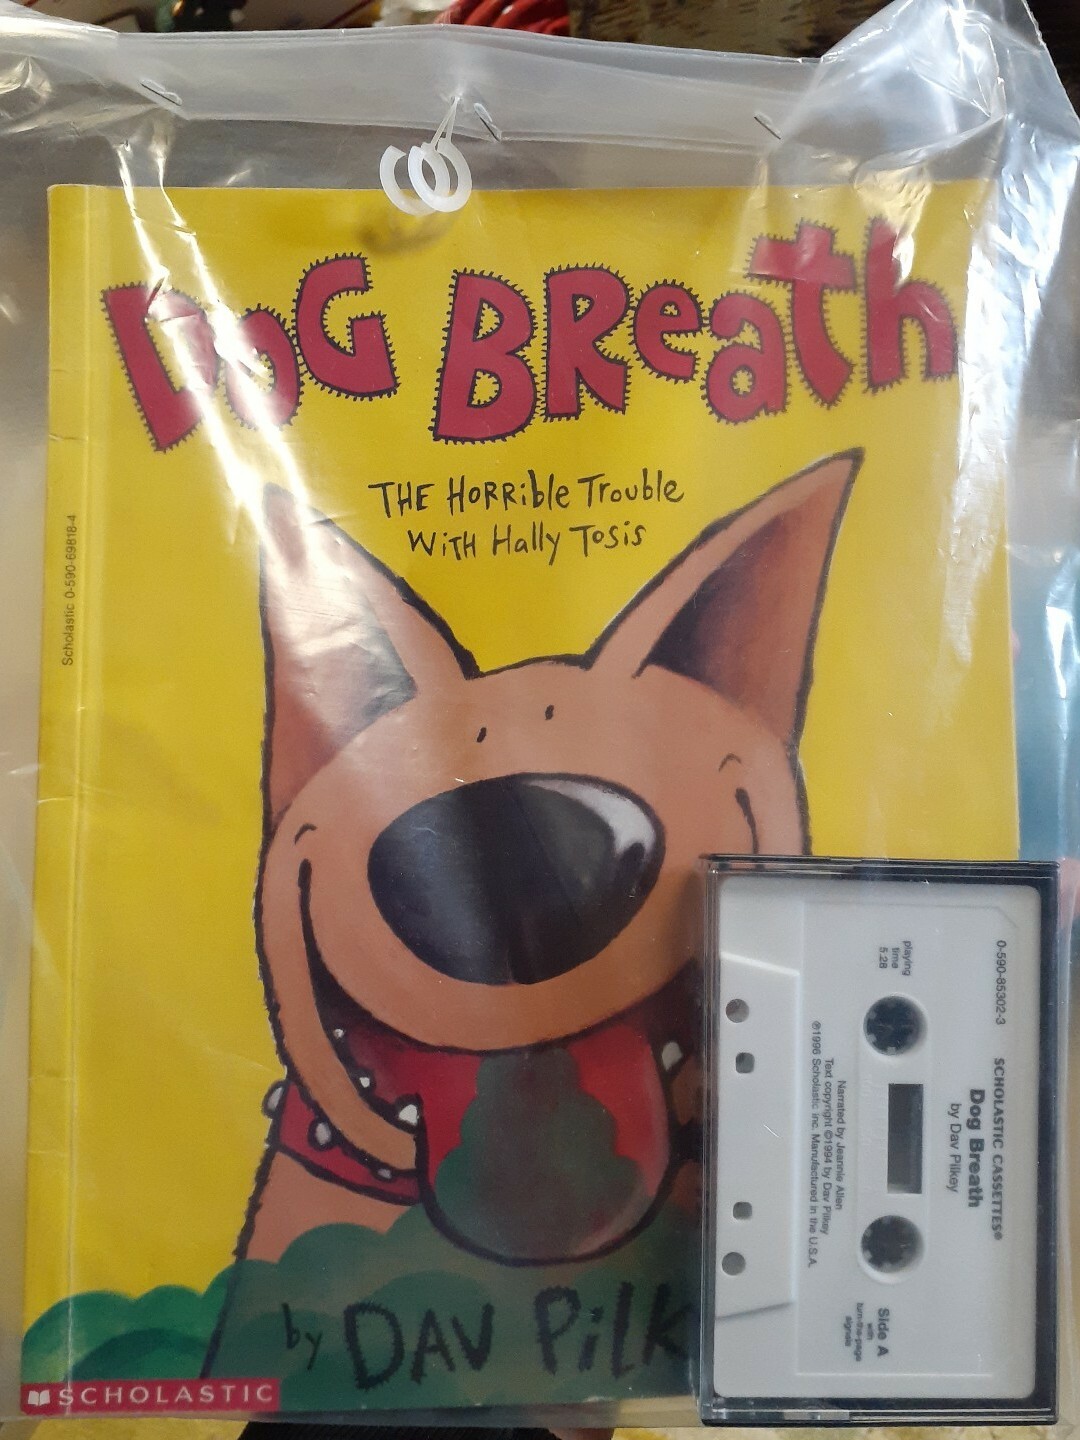 Dog Breath
THE HORRible Trouble
WiTH Hally Tosis
Scholastic 0-590-69818-4
by DAV PiLK
SCHOLASTIC
0-590-85302-3
SCHOLASTIC CASSETTES®
Dog Breath
by Dav Pilkey
playing
time
5:28
Side A
with
turn-the-page
signals
Narrated by Jeannie Allen
Text copyright ©1994 by Dav Pilkey
℗1996 Scholastic Inc. Manufactured in the U.S.A.